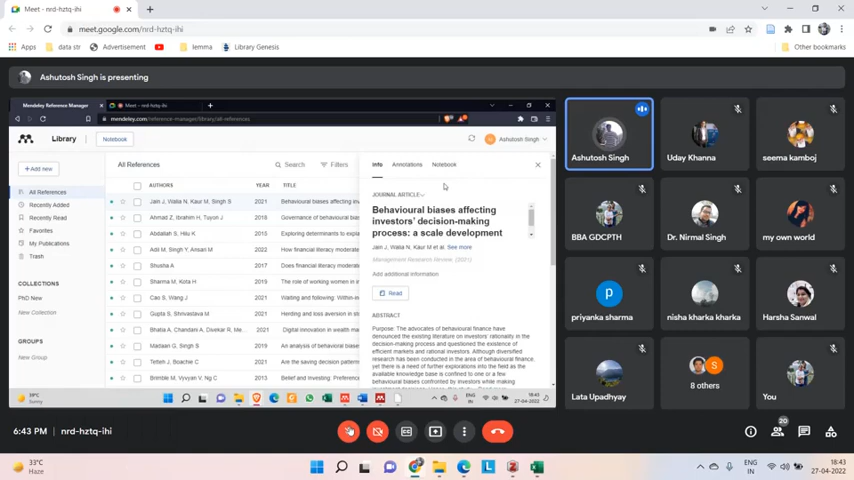 Meet - nrd-hztq-ihi
meet.google.com/nrd-hztq-ihi
Apps
data str
Advertisement
lemma
Library Genesis
Other bookmarks
Ashutosh Singh is presenting
Mendeley Reference Manager
Meet - nrd-hztq-ihi
mendeley.com/reference-manager/library/all-references
Library
Notebook
Ashutosh Singh
+Add new
All References
Search
Filters
Info
Annotations
Notebook
All References
Recently Added
Recently Read
Favorites
My Publications
Trash
COLLECTIONS
PhD New
New Collection
GROUPS
New Group
AUTHORS YEAR TITLE
Jain J, Walia N, Kaur M, Singh S 2021 Behavioural biases affecting in
Ahmad Z, Ibrahim H, Tuyon J 2018 Governance of behavioural bias
Abdallah S, Hilu K 2015 Exploring determinants to expla
Adil M, Singh Y, Ansari M 2022 How financial literacy moderate
Shusha A 2017 Does financial literacy moderate
Sharma M, Kota H 2019 The role of working women in i
Cao S, Wang J 2021 Waiting and following: Within-in
Gupta S, Shrivastava M 2021 Herding and loss aversion in st
Bhatia A, Chandani A, Divekar R, Me... 2021 Digital innovation in wealth ma
Madaan G, Singh S 2019 An analysis of behavioral biase
Tetteh J, Boachie C 2021 Are the saving decision patterns
Brenmile M, Vyvyan V, Ng C 2013 Belief and Investing: Preference
JOURNAL ARTICLE
Behavioural biases affecting
investors' decision-making
process: a scale development
Jain J, Walia N, Kaur M et al. See more
Management Research Review (2021)
Add additional information
Read
ABSTRACT
Purpose: The advocates of behavioural finance have
denounced the existing literature on investors' rationality in the
decision-making process and questioned the existence of
efficient markets and rational investors. Although diversified
research has been conducted in the area of behavioural finance,
yet there is a need of further explorations into the field as the
available knowledge base is confined to one or a few
behavioural biases confronted by investors while making
39°C
Sunny
ENG
IN
18:43
27-04-2022
Ashutosh Singh
Uday Khanna
seema kamboj
BBA GDCPTH
Dr. Nirmal Singh
my own world
p
priyanka sharma
nisha kharka kharka
Harsha Sanwal
Lata Upadhyay
S
8 others
You
6:43 PM
nrd-hztq-ihi
20
33°C
Haze
L
ENG
IN
18:43
27-04-2022